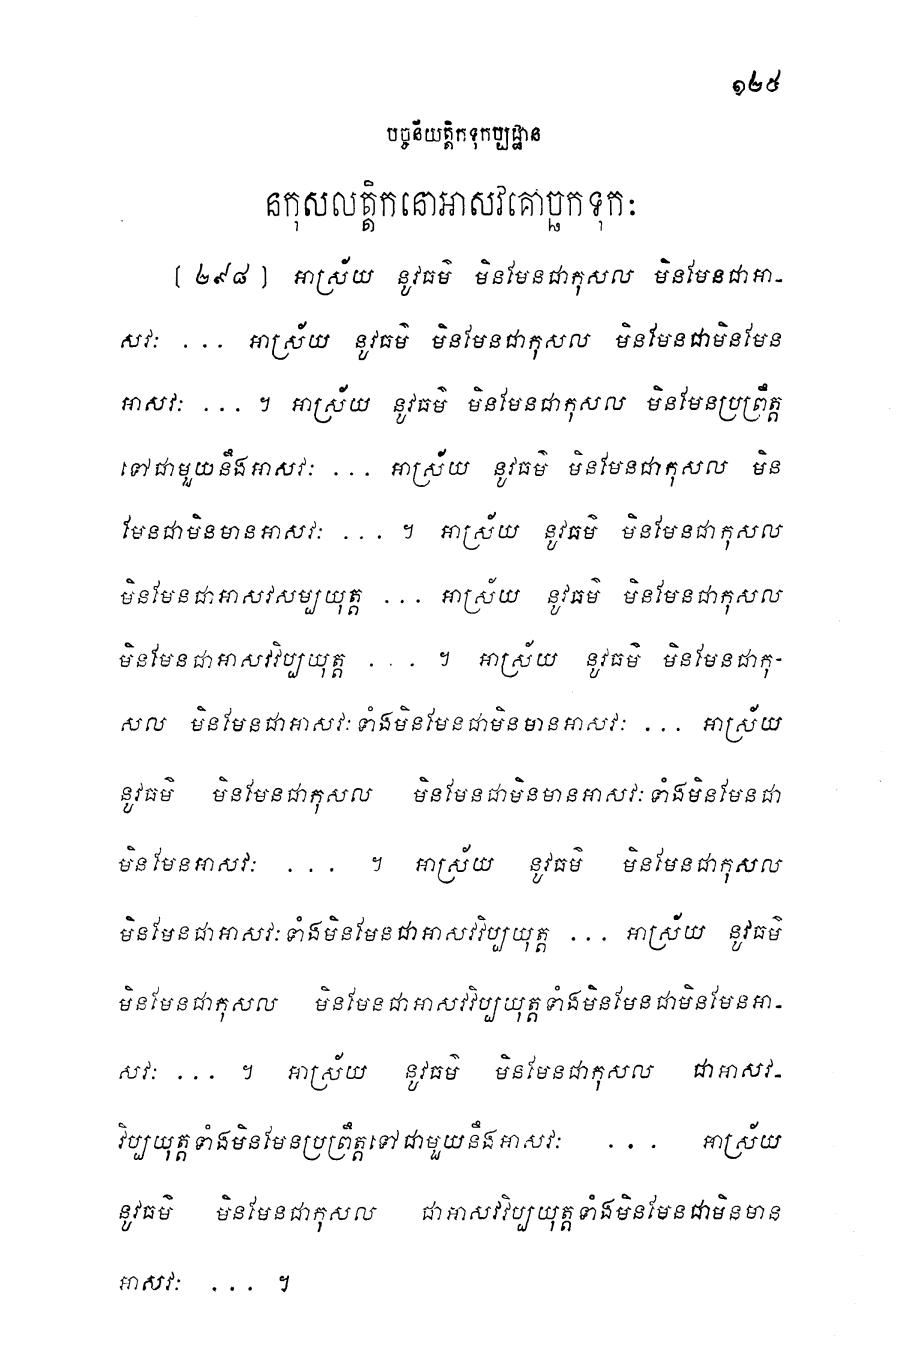 ១២៥
បច្ចនីយត្តិកទុកប្បដ្ឋាន
នកុសលត្តិកនោអាសវគោច្ឆកទុកៈ
[ ២៩៨ ] អាស្រ័យ នូវធម៌ មិនមែនជាកុសល មិនមែនជាអា-
សវៈ ... អាស្រ័យ នូវធម៌ មិនមែនជាកុសល មិនមែនជាមិនមែន
អាសវៈ ... ។ អាស្រ័យ នូវធម៌ មិនមែនជាកុសល មិនមែនប្រព្រឹត្ត
ទៅជាមួយនឹងអាសវៈ ... អាស្រ័យ នូវធម៌ មិនមែនជាកុសល មិន
មែនជាមិនមានអាសវៈ ... ។ អាស្រ័យ នូវធម៌ មិនមែនជាកុសល
មិនមែនជាអាសវសម្បយុត្ត ... អាស្រ័យ នូវធម៌ មិនមែនជាកុសល
មិនមែនជាអាសវវិប្បយុត្ត ... ។ អាស្រ័យ នូវធម៌ មិនមែនជាកុ-
សល មិនមែនជាអាសវៈទាំងមិនមែនជាមិនមានអាសវៈ ... អាស្រ័យ
នូវធម៌ មិនមែនជាកុសល មិនមែនជាមិនមានអាសវៈទាំងមិនមែនជា
មិនមែនអាសវៈ ... ។ អាស្រ័យ នូវធម៌ មិនមែនជាកុសល
មិនមែនជាអាសវៈទាំងមិនមែនជាអាសវវិប្បយុត្ត ... អាស្រ័យ នូវធម៌
មិនមែនជាកុសល មិនមែនជាអាសវវិប្បយុត្តទាំងមិនមែនជាមិនមែនអា-
សវៈ ... ។ អាស្រ័យ នូវធម៌ មិនមែនជាកុសល ជាអាសវ-
វិប្បយុត្តទាំងមិនមែនប្រព្រឹត្តទៅជាមួយនឹងអាសវៈ ... អាស្រ័យ
នូវធម៌ មិនមែនជាកុសល ជាអាសវវិប្បយុត្តទាំងមិនមែនជាមិនមាន
អាសវៈ ... ។